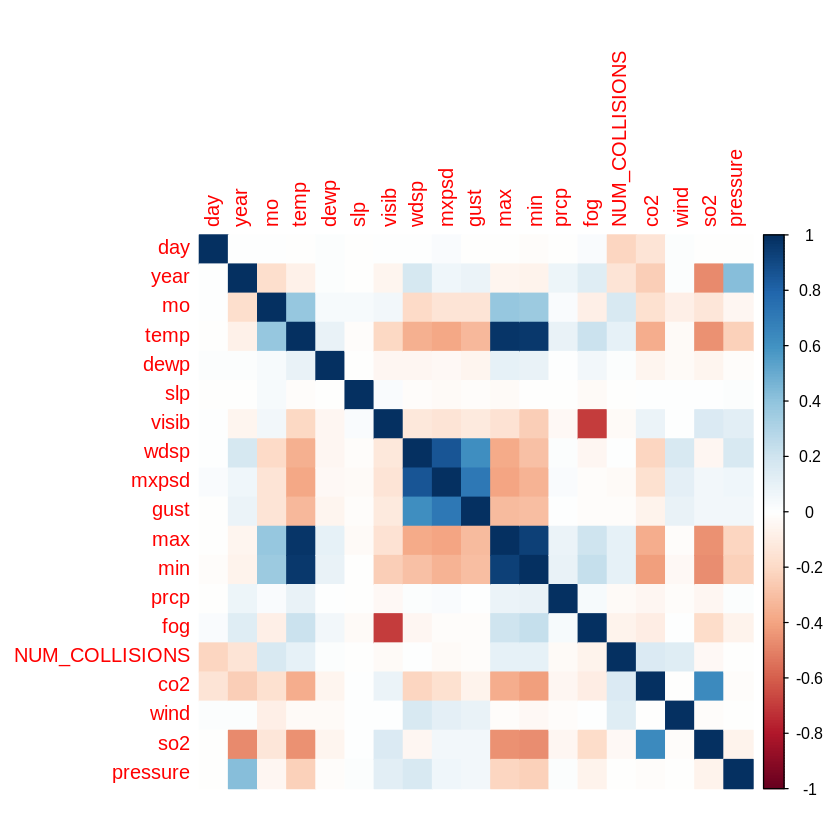 day
year
mo
temp
dewp
slp
visib
wdsp
mxpsd
gust
max
min
prcp
fog
NUM_COLLISIONS
co2
wind
so2
pressure
day
year
mo
temp
dewp
slp
visib
wdsp
mxpsd
gust
max
min
prcp
fog
NUM_COLLISIONS
co2
wind
so2
pressure
1
0.8
0.6
0.4
0.2
0
-0.2
-0.4
-0.6
-0.8
-1